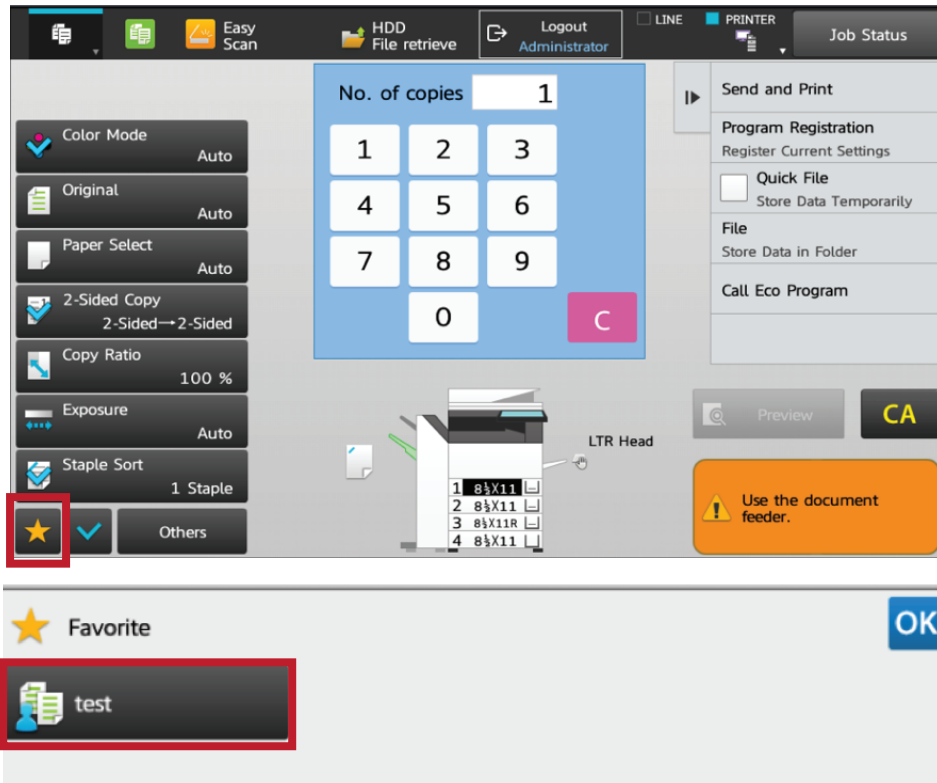 Easy
Scan
HDD
File retrieve
Logout
Administrator
LINE
PRINTER
Job Status
No. of copies
1
Send and Print
Program Registration
Register Current Settings
Quick File
Store Data Temporarily
File
Store Data in Folder
Call Eco Program
Color Mode
Auto
Original
Auto
Paper Select
Auto
2-Sided Copy
2-Sided→2-Sided
Copy Ratio
100 %
Exposure
Auto
Staple Sort
1 Staple
Others
1 2 3
4 5 6
7 8 9
0 C
LTR Head
1 8½X11
2 8½X11
3 8½X11R
4 8½X11
Preview
CA
Use the document
feeder.
Favorite
OK
test